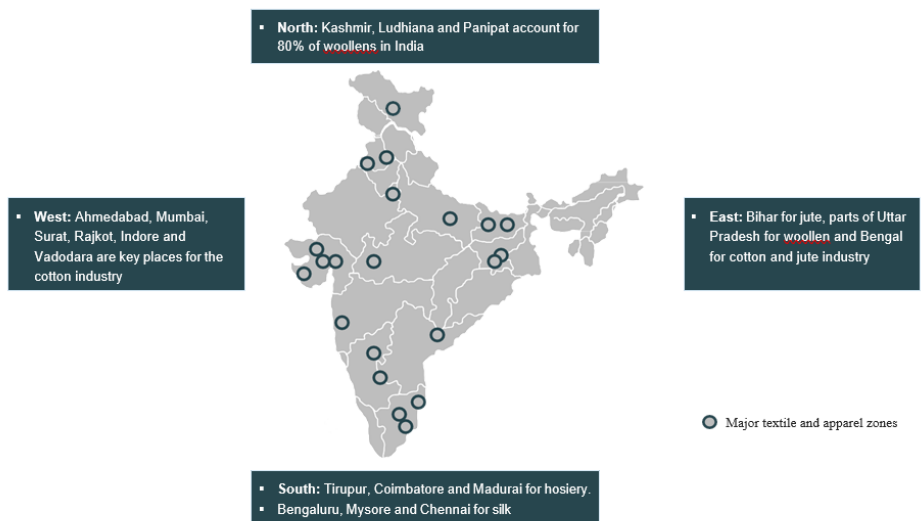 ▪ North: Kashmir, Ludhiana and Panipat account for
80% of woollens in India
▪ West: Ahmedabad, Mumbai,
Surat, Rajkot, Indore and
Vadodara are key places for the
cotton industry
▪ East: Bihar for jute, parts of Uttar
Pradesh for woollen and Bengal
for cotton and jute industry
Major textile and apparel zones
▪ South: Tirupur, Coimbatore and Madurai for hosiery.
▪ Bengaluru, Mysore and Chennai for silk